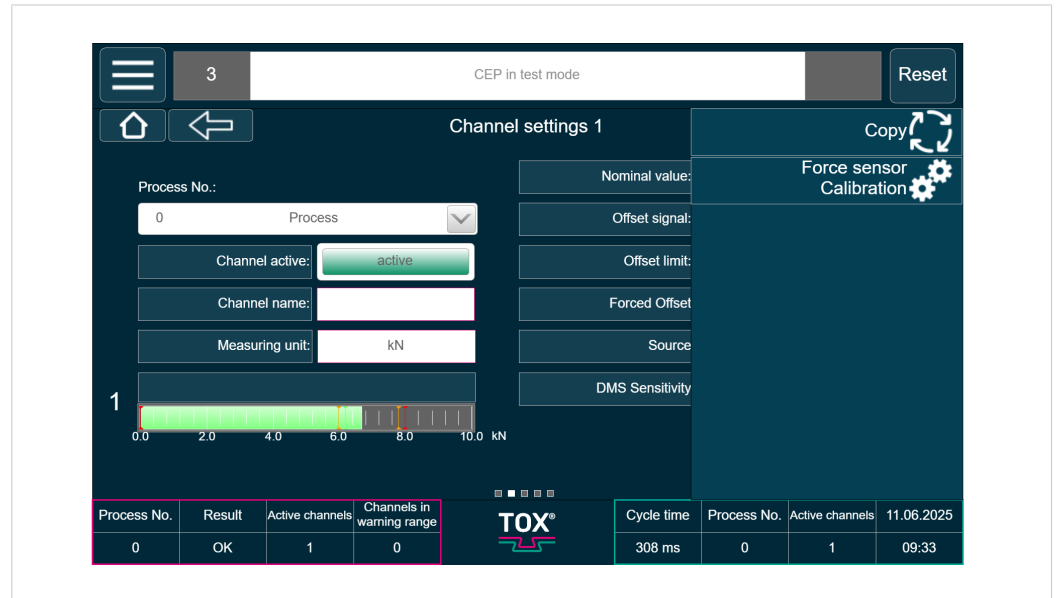 3
CEP in test mode
Reset
Channel settings 1
Copy
Force sensor
Calibration
Process No.:
0 Process
Channel active: active
Channel name:
Measuring unit: kN
1
0.0 2.0 4.0 6.0 8.0 10.0 kN
Nominal value:
Offset signal:
Offset limit:
Forced Offset
Source
DMS Sensitivity
Process No. Result Active channels Channels in
warning range
0 OK 1 0
TOX®
Cycle time Process No. Active channels 11.06.2025
308 ms 0 1 09:33